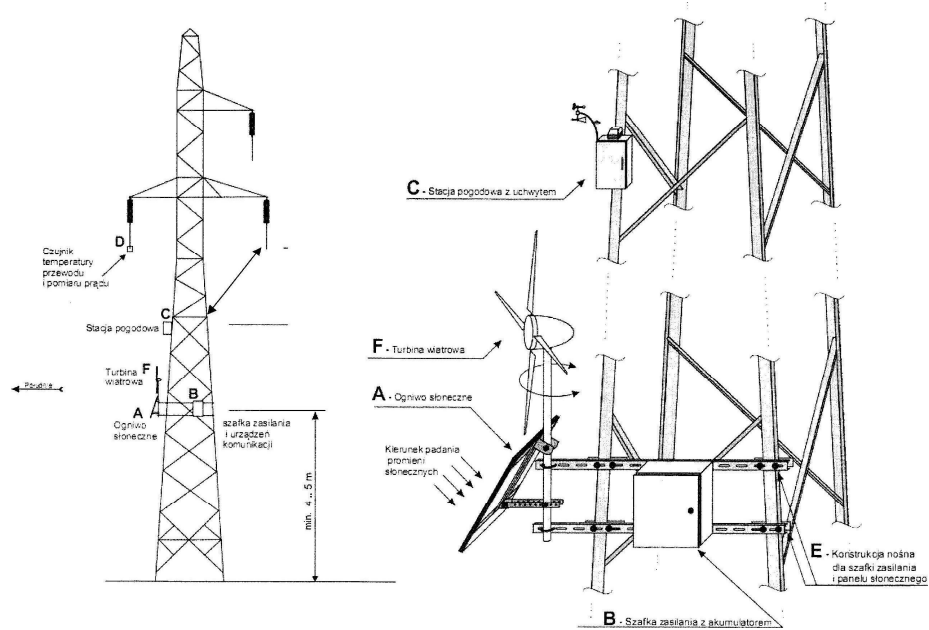 D
Czujnik
temperatury
przewodu
i pomiaru prądu
C
Stacja pogodowa
Turbina F
wiatrowa
Południe
A
B
Ogniwo
słoneczne
szafka zasilania
i urządzeń
komunikacji
min. 4 .. 5 m
C - Stacja pogodowa z uchwytem
F - Turbina wiatrowa
A - Ogniwo słoneczne
Kierunek padania
promieni
słonecznych
E - Konstrukcja nośna
dla szafki zasilania
i panelu słonecznego
B - Szafka zasilania z akumulatorem